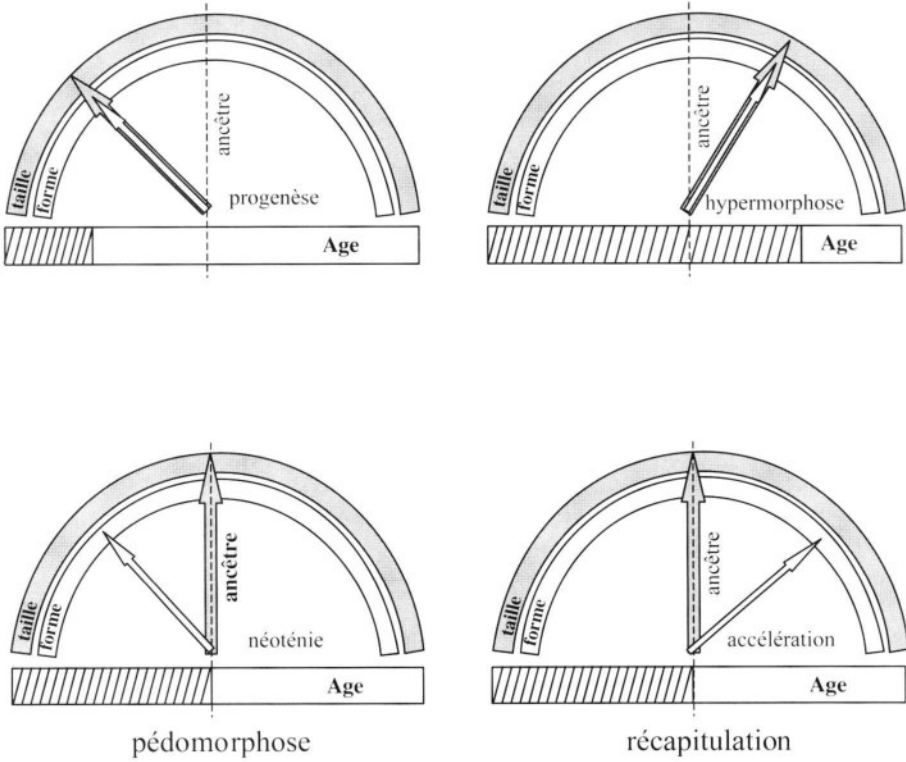 ancêtre
taille
forme
progenèse
Age
ancêtre
taille
forme
hypermorphose
Age
ancêtre
taille
forme
néoténie
Age
pédomorphose
ancêtre
taille
forme
accélération
Age
récapitulation